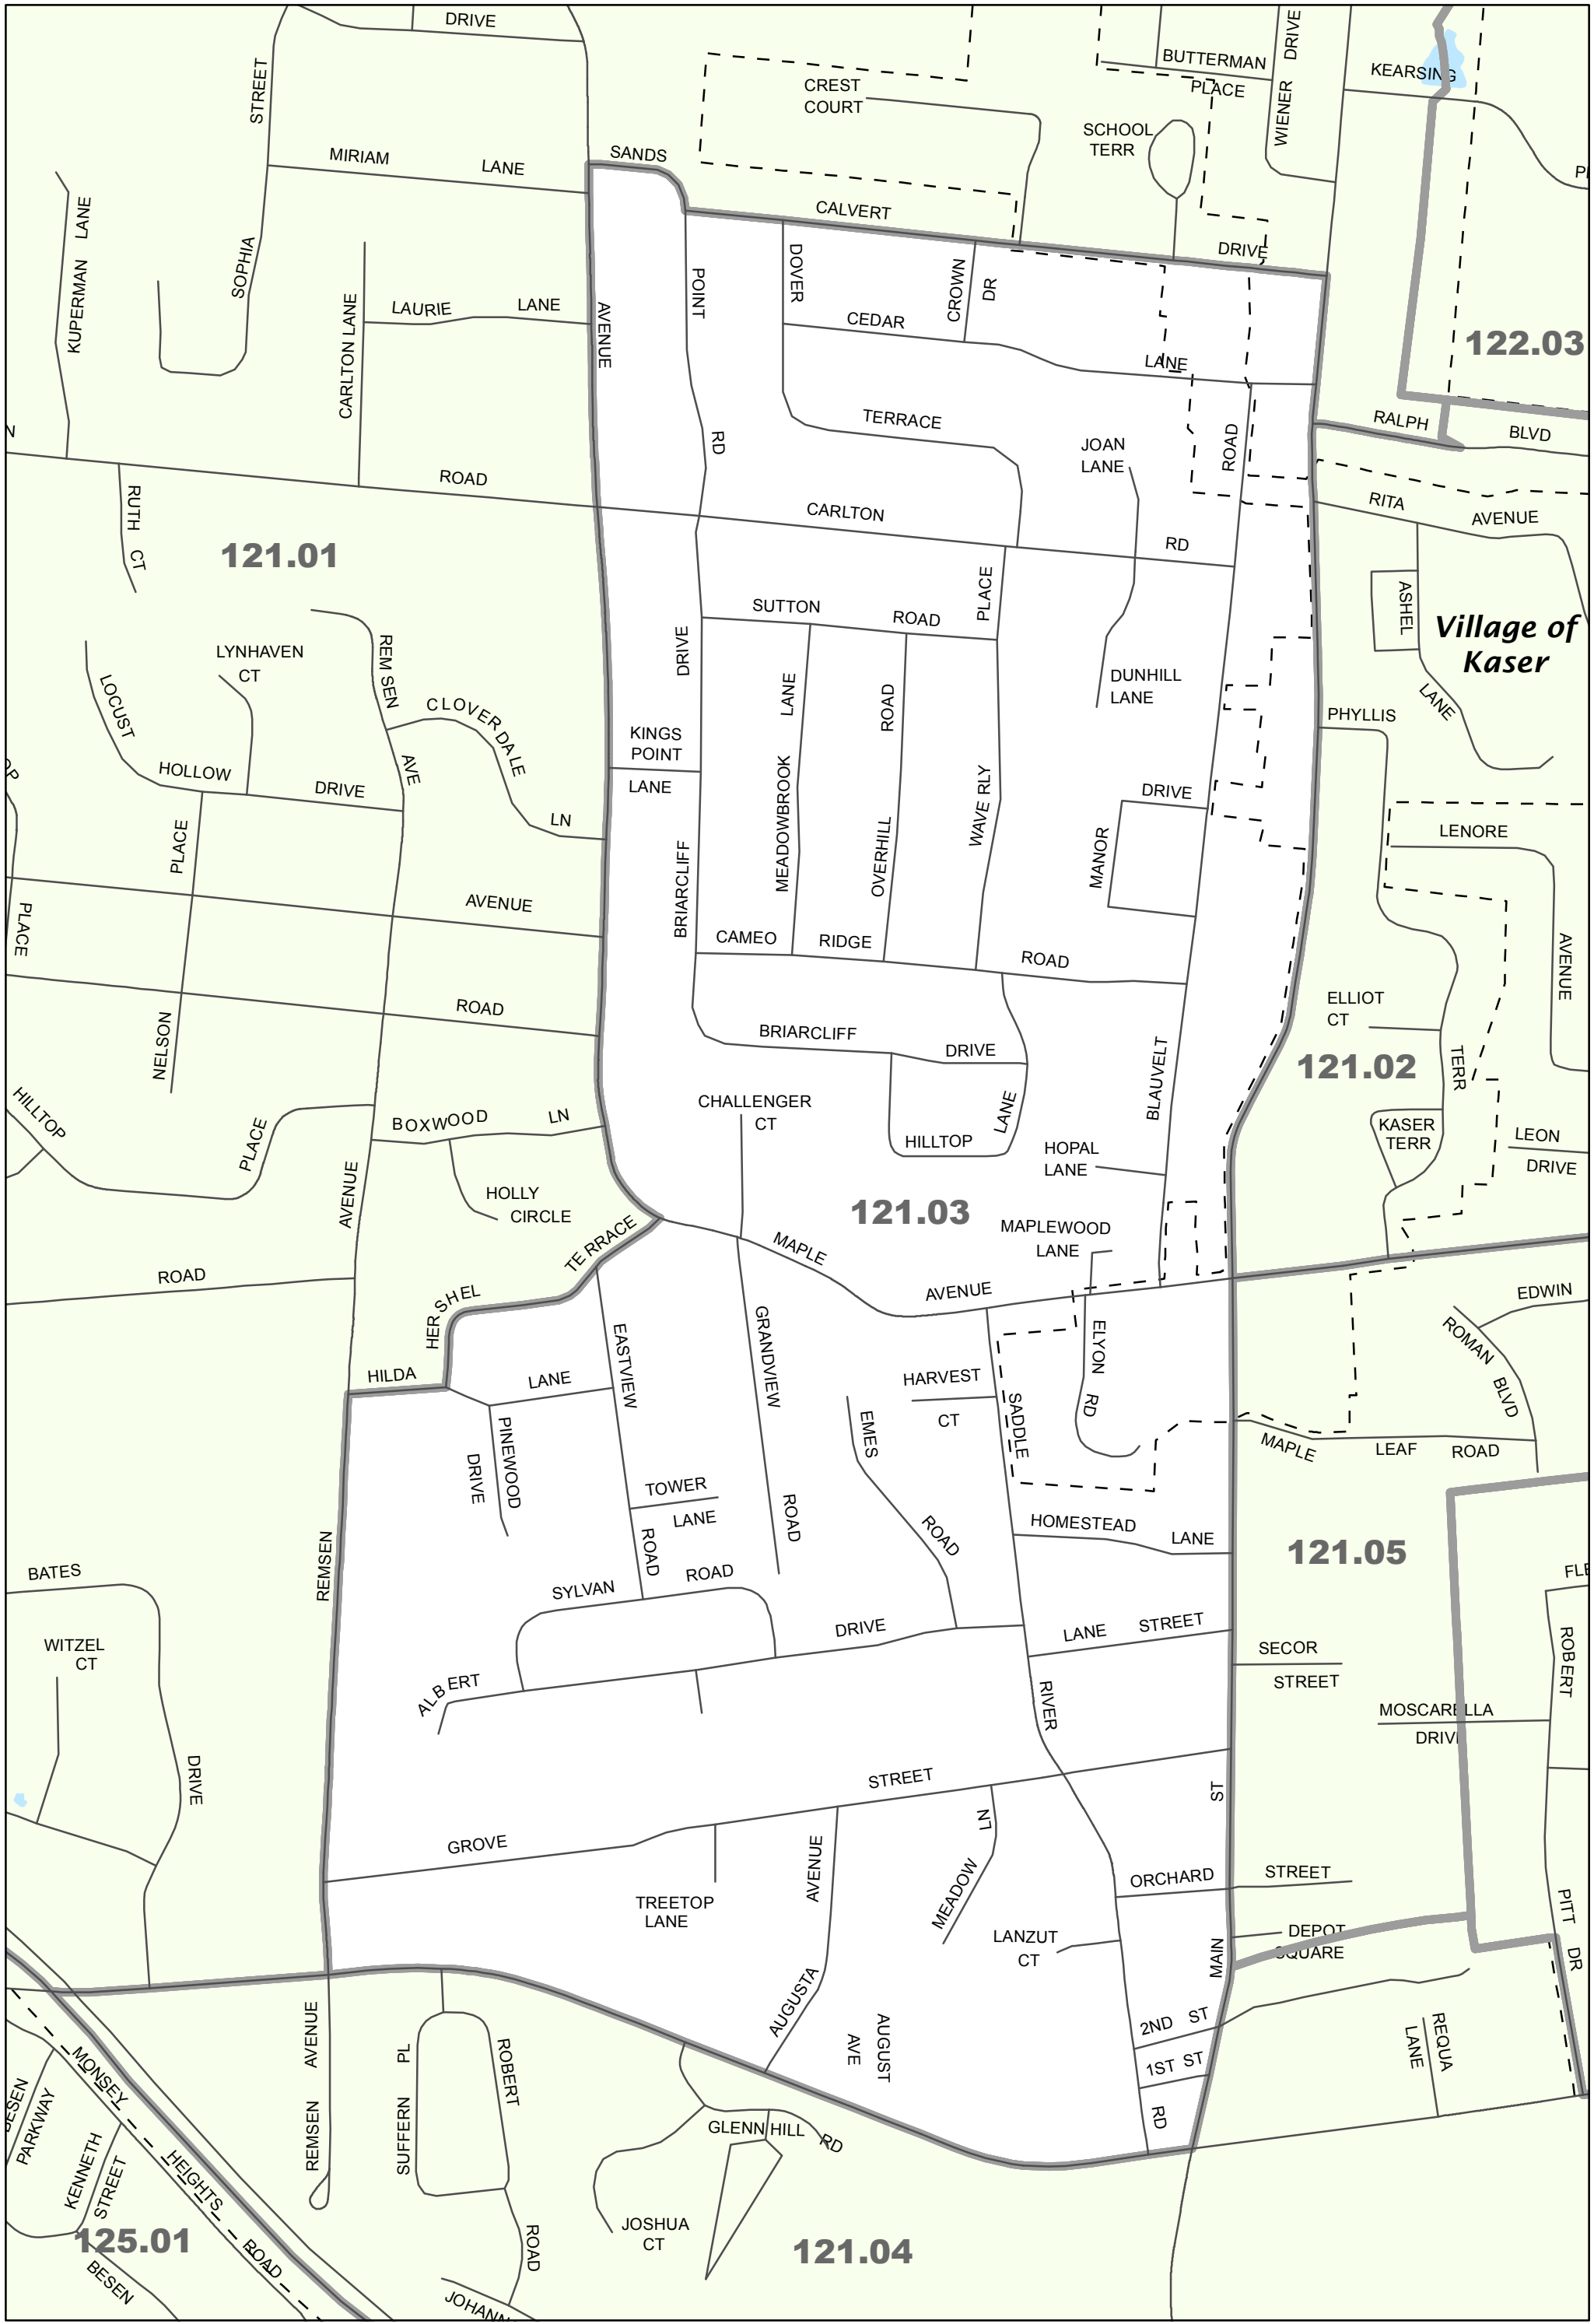 DRIVE
STREET
MIRIAM
LANE
SANDS
CREST
COURT
SCHOOL
TERR
BUTTERMAN
PLACE
WIENER
DRIVE
KEARSING
KUPERMAN LANE
SOPHIA
CARLTON LANE
LAURIE
LANE
AVENUE
POINT
RD
CALVERT
DRIVE
DOVER
CROWN
DR
CEDAR
LANE
TERRACE
JOAN
LANE
ROAD
122.03
RALPH
BLVD
RITA
AVENUE
ROAD
CARLTON
RD
RUTH
CT
121.01
ASHEL
LANE
Village of
Kaser
SUTTON
ROAD
PLACE
DRIVE
LANE
ROAD
DUNHILL
LANE
PHYLLIS
LYNHAVEN
CT
LOCUST
HOLLOW
DRIVE
REM SEN
AVE
CLOVER DALE
LN
KINGS
POINT
LANE
MEADOWBROOK
OVERHILL
WAVE RLY
DRIVE
MANOR
LENORE
AVENUE
PLACE
AVENUE
BRIARCLIFF
CAMEO
RIDGE
ROAD
PLACE
ROAD
NELSON
BRIARCLIFF
DRIVE
BLAUVELT
ELLIOT
CT
121.02
TERR
HILLTOP
PLACE
BOXWOOD
LN
CHALLENGER
CT
HILLTOP
LANE
HOPAL
LANE
KASER
TERR
LEON
DRIVE
AVENUE
HOLLY
CIRCLE
121.03
MAPLEWOOD
LANE
TE RRACE
MAPLE
AVENUE
ROAD
HER SHEL
HILDA
LANE
EASTVIEW
GRANDVIEW
HARVEST
CT
SADDLE
ELYON
RD
EDWIN
ROMAN
BLVD
MAPLE
LEAF
ROAD
PINEWOOD
DRIVE
EMES
ROAD
TOWER
LANE
ROAD
ROAD
HOMESTEAD
LANE
121.05
REMSEN
BATES
SYLVAN
ROAD
DRIVE
LANE
STREET
WITZEL
CT
SECOR
STREET
ROBERT
ALB ERT
RIVER
MOSCARELLA
DRIVE
DRIVE
STREET
ST
GROVE
AVENUE
LN
MEADOW
ORCHARD
STREET
TREETOP
LANE
LANZUT
CT
MAIN
DEPOT
SQUARE
PITT
DR
AUGUSTA
AUGUST
AVE
2ND ST
1ST ST
RD
REQUA
LANE
MONSEY
HEIGHTS
ROAD
BESEN
PARKWAY
KENNETH
STREET
REMSEN
AVENUE
SUFFERN
PL
ROBERT
ROAD
GLENN HILL
RD
JOSHUA
CT
125.01
BESEN
121.04